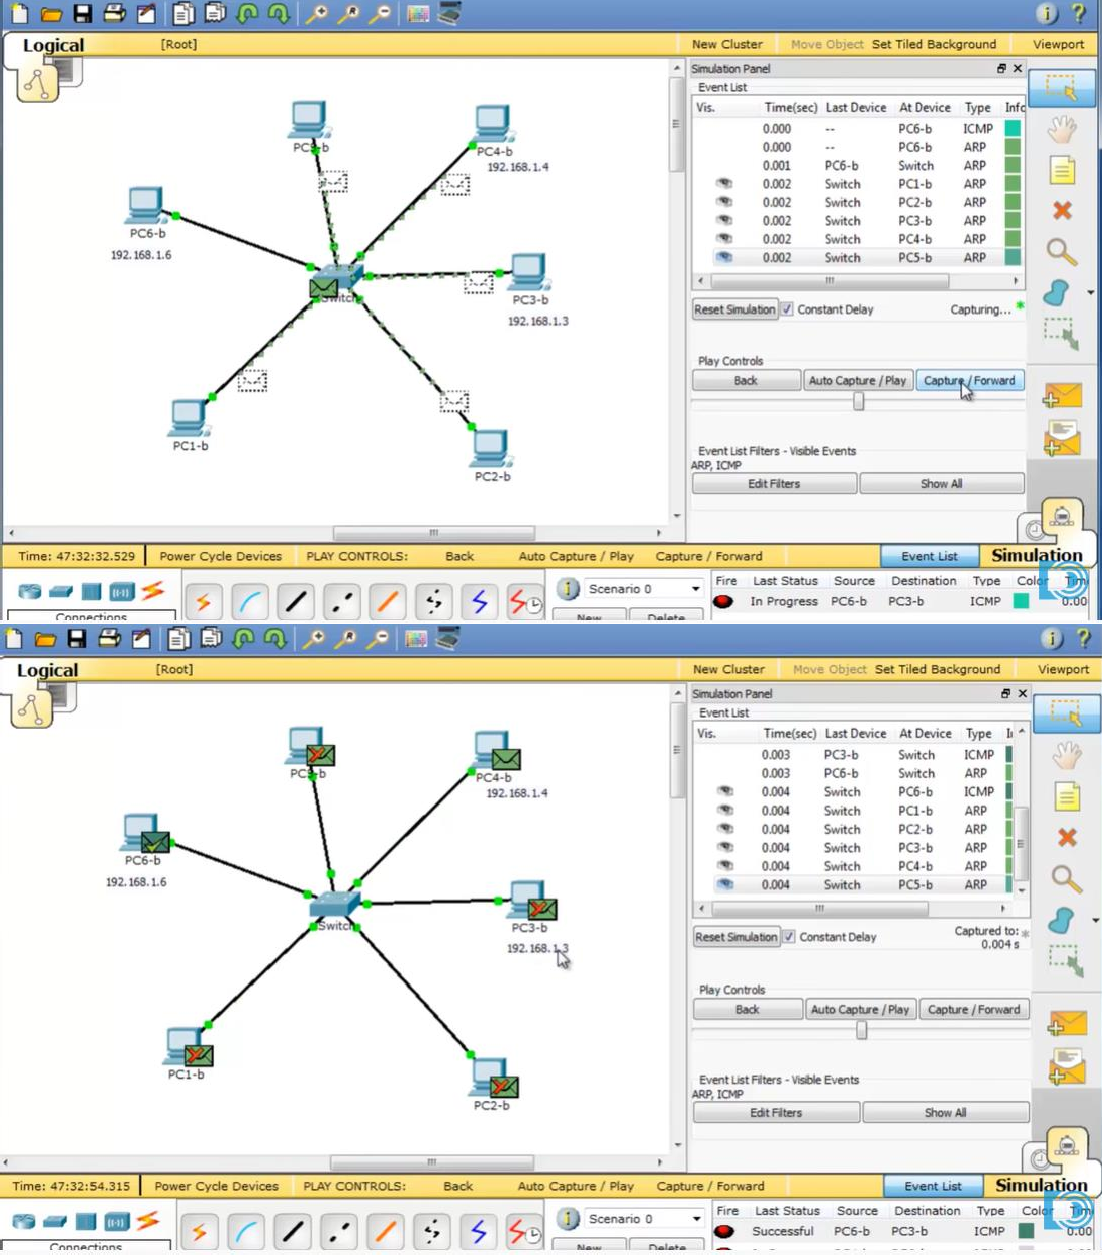 Logical [Root] New Cluster Move Object Set Tiled Background Viewport
Simulation Panel
Event List
Vis. Time(sec) Last Device At Device Type Info
0.000 -- PC6-b ICMP
0.000 -- PC6-b ARP
0.001 PC6-b Switch ARP
0.002 Switch PC1-b ARP
0.002 Switch PC2-b ARP
0.002 Switch PC3-b ARP
0.002 Switch PC4-b ARP
0.002 Switch PC5-b ARP
Reset Simulation Constant Delay Capturing... *
Play Controls
Back Auto Capture / Play Capture / Forward
Event List Filters - Visible Events
ARP, ICMP
Edit Filters Show All
PC5-b
PC4-b
192.168.1.4
PC6-b
192.168.1.6
PC3-b
192.168.1.3
Switch
PC1-b
PC2-b
Time: 47:32:32.529 Power Cycle Devices PLAY CONTROLS: Back Auto Capture / Play Capture / Forward Event List Simulation
Connections
Scenario 0
New Delete
Fire Last Status Source Destination Type Color Time
In Progress PC6-b PC3-b ICMP 0.00
Logical [Root] New Cluster Move Object Set Tiled Background Viewport
Simulation Panel
Event List
Vis. Time(sec) Last Device At Device Type
0.003 PC3-b Switch ICMP
0.003 PC6-b Switch ARP
0.004 Switch PC6-b ICMP
0.004 Switch PC1-b ARP
0.004 Switch PC2-b ARP
0.004 Switch PC3-b ARP
0.004 Switch PC4-b ARP
0.004 Switch PC5-b ARP
Reset Simulation Constant Delay Captured to: *
0.004 s
Play Controls
Back Auto Capture / Play Capture / Forward
Event List Filters - Visible Events
ARP, ICMP
Edit Filters Show All
PC5-b
PC4-b
192.168.1.4
PC6-b
192.168.1.6
PC3-b
192.168.1.3
Switch
PC1-b
PC2-b
Time: 47:32:54.315 Power Cycle Devices PLAY CONTROLS: Back Auto Capture / Play Capture / Forward Event List Simulation
Connections
Scenario 0
New Delete
Fire Last Status Source Destination Type Color
Successful PC6-b PC3-b ICMP 0.00